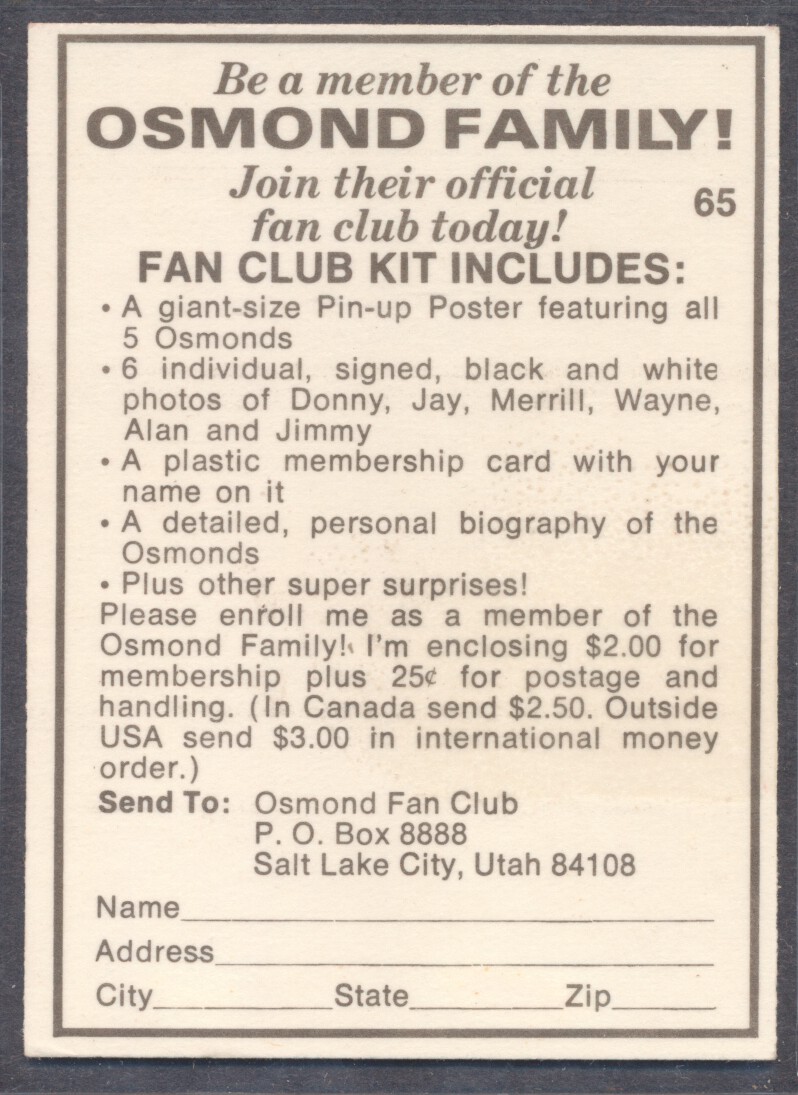 Be a member of the
OSMOND FAMILY!
Join their official
65
fan club today!
FAN CLUB KIT INCLUDES:
• A giant-size Pin-up Poster featuring all
5 Osmonds
• 6 individual, signed, black and white
photos of Donny, Jay, Merrill, Wayne,
Alan and Jimmy
• A plastic membership card with your
name on it
• A detailed, personal biography of the
Osmonds
• Plus other super surprises!
Please enroll me as a member of the
Osmond Family! I'm enclosing $2.00 for
membership plus 25¢ for postage and
handling. (In Canada send $2.50. Outside
USA send $3.00 in international money
order.)
Send To: Osmond Fan Club
P. O. Box 8888
Salt Lake City, Utah 84108
Name
Address
City State Zip